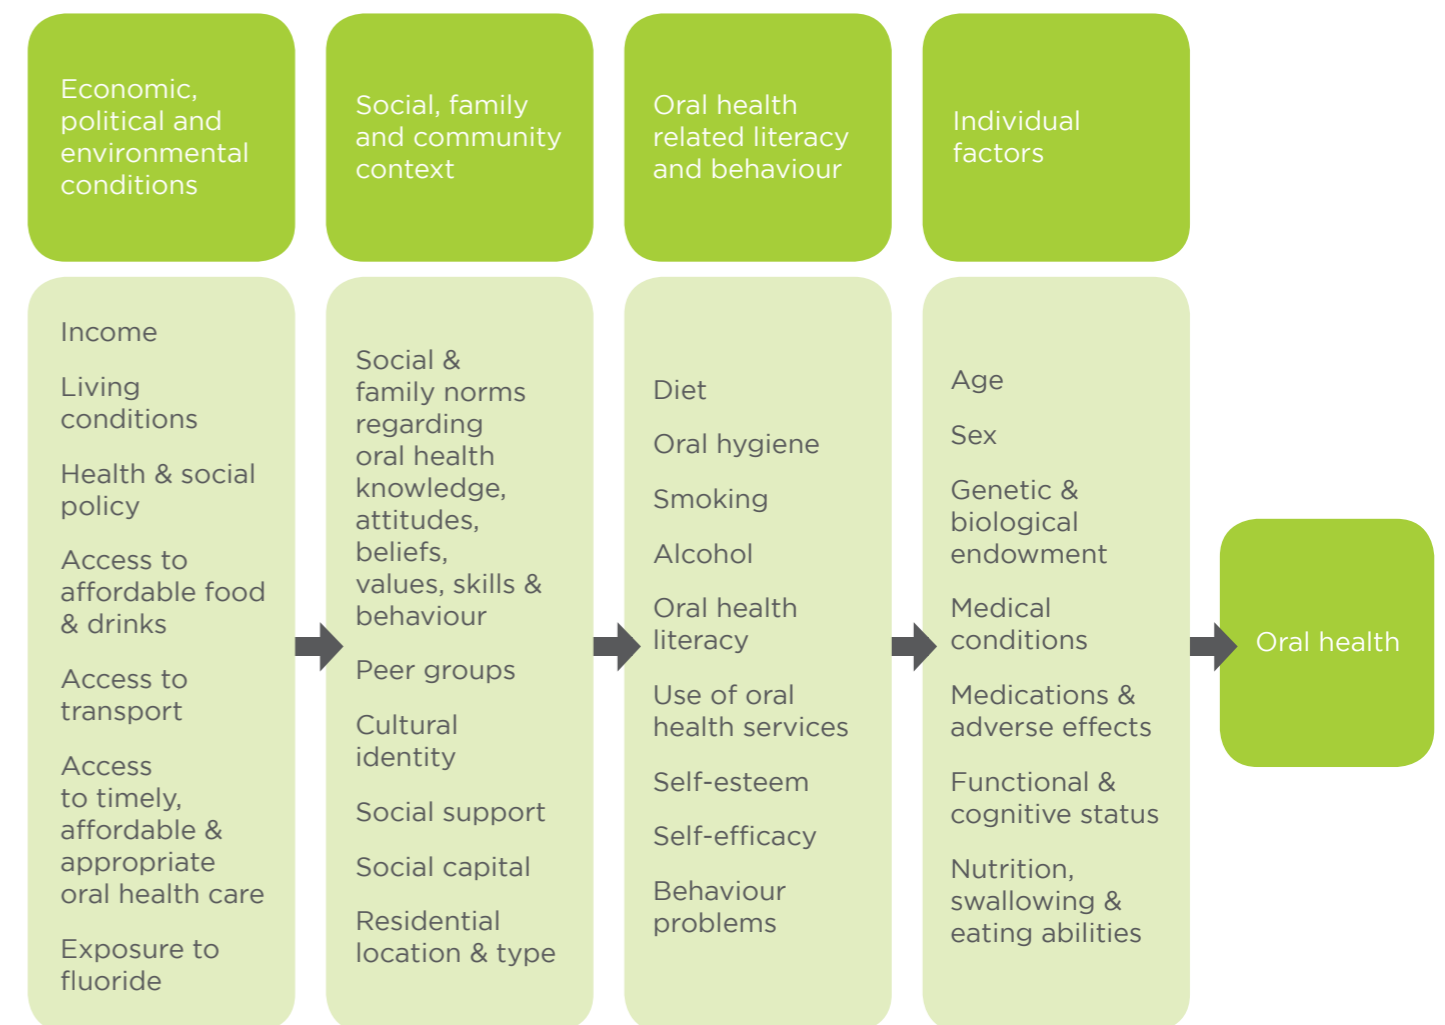 Economic,
political and
environmental
conditions
Social, family
and community
context
Oral health
related literacy
and behaviour
Individual
factors
Income
Living
conditions
Health & social
policy
Access to
affordable food
& drinks
Access to
transport
Access
to timely,
affordable &
appropriate
oral health care
Exposure to
fluoride
Social &
family norms
regarding
oral health
knowledge,
attitudes,
beliefs,
values, skills &
behaviour
Peer groups
Cultural
identity
Social support
Social capital
Residential
location & type
Diet
Oral hygiene
Smoking
Alcohol
Oral health
literacy
Use of oral
health services
Self-esteem
Self-efficacy
Behaviour
problems
Age
Sex
Genetic &
biological
endowment
Medical
conditions
Medications &
adverse effects
Functional &
cognitive status
Nutrition,
swallowing &
eating abilities
Oral health